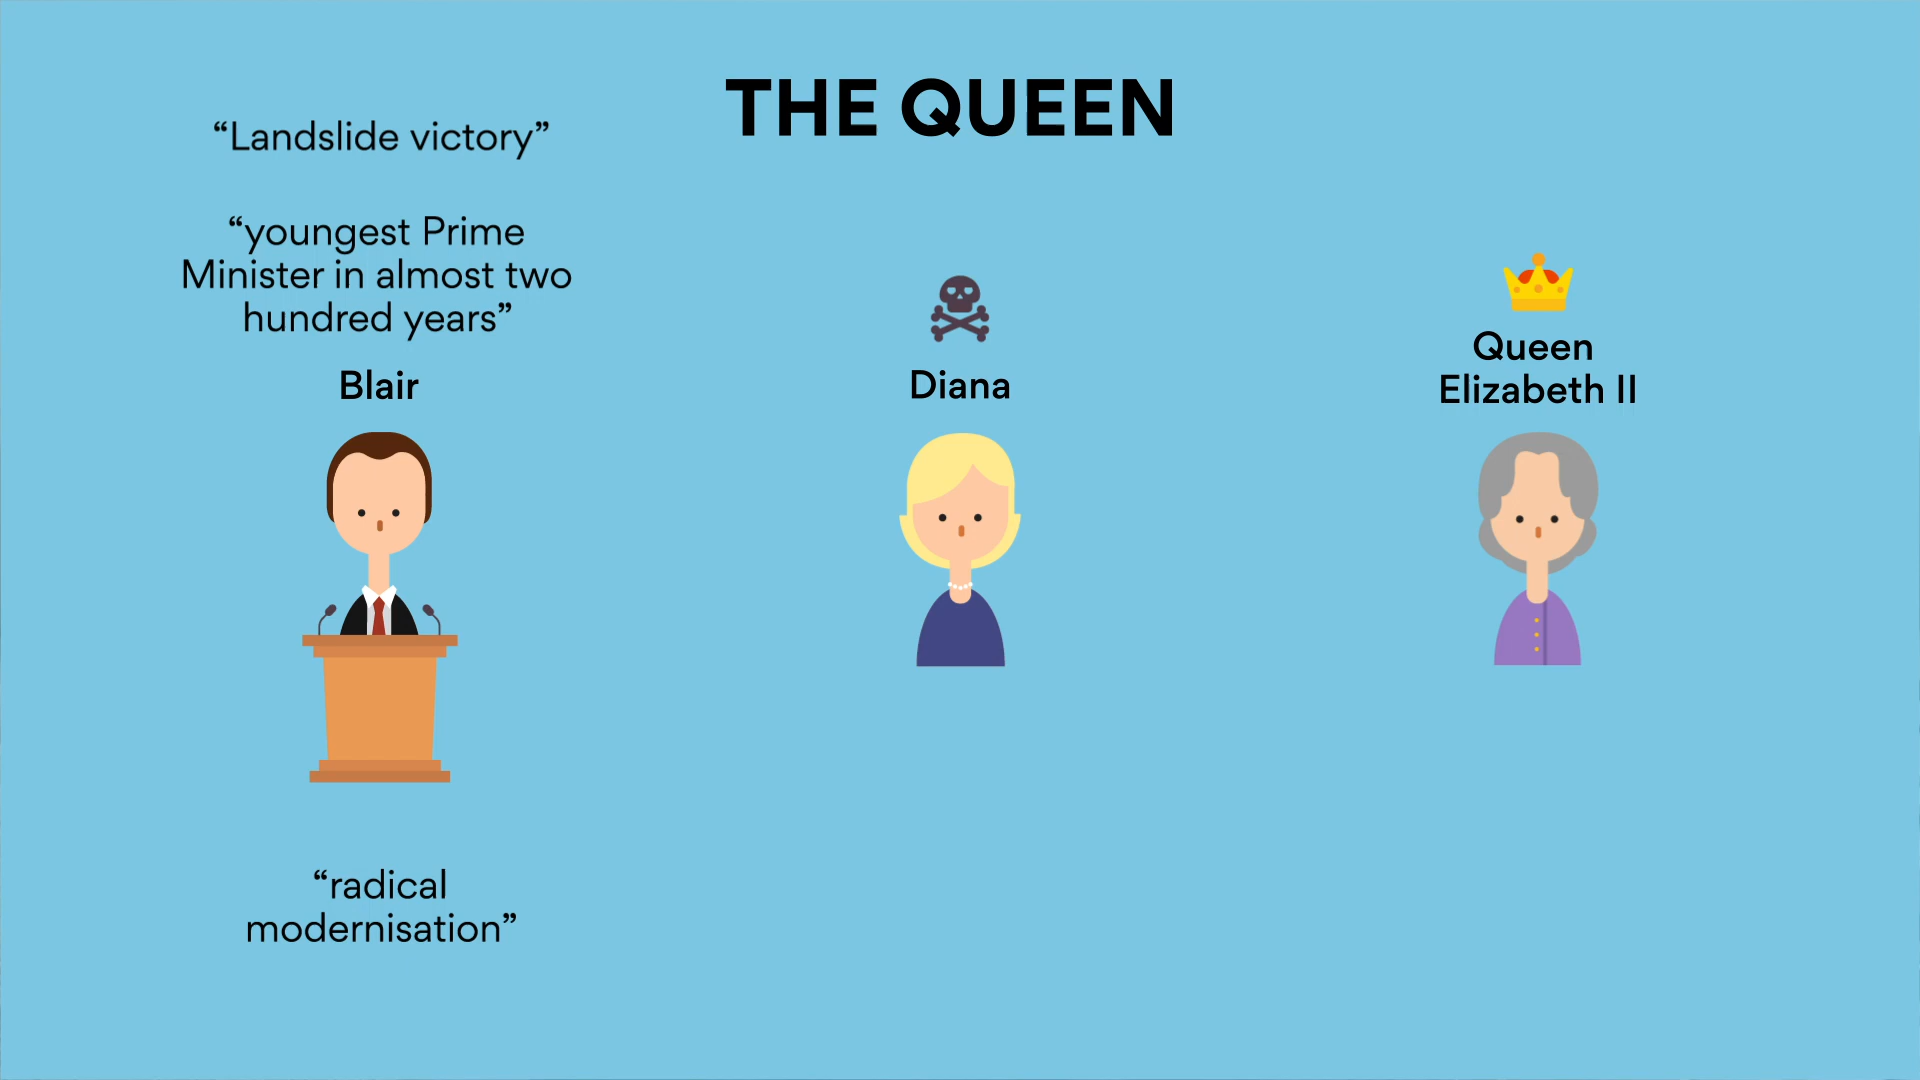 THE QUEEN
“Landslide victory”
“youngest Prime
Minister in almost two
hundred years”
Blair
Diana
Queen
Elizabeth II
“radical
modernisation”